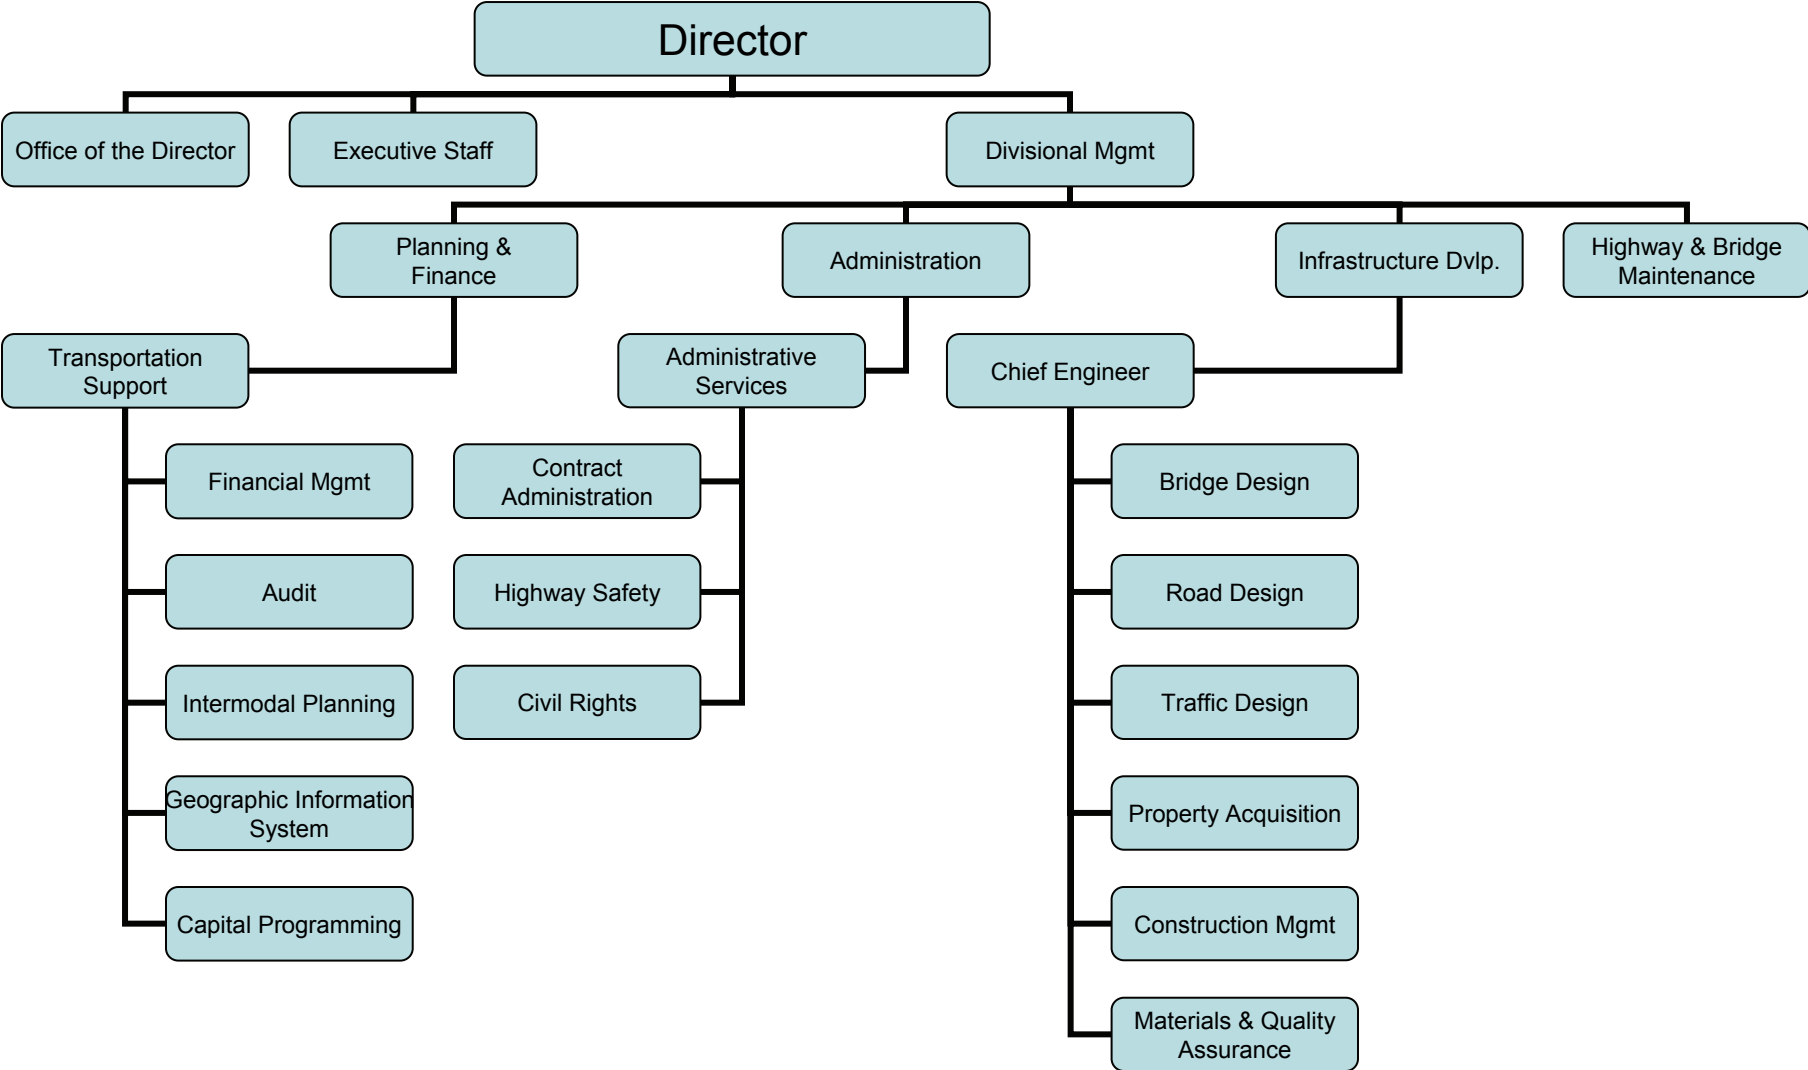 Director
Office of the Director
Executive Staff
Divisional Mgmt
Planning &
Finance
Administration
Infrastructure Dvlp.
Highway & Bridge
Maintenance
Transportation
Support
Administrative
Services
Chief Engineer
Financial Mgmt
Contract
Administration
Bridge Design
Audit
Highway Safety
Road Design
Intermodal Planning
Civil Rights
Traffic Design
Geographic Information
System
Property Acquisition
Capital Programming
Construction Mgmt
Materials & Quality
Assurance